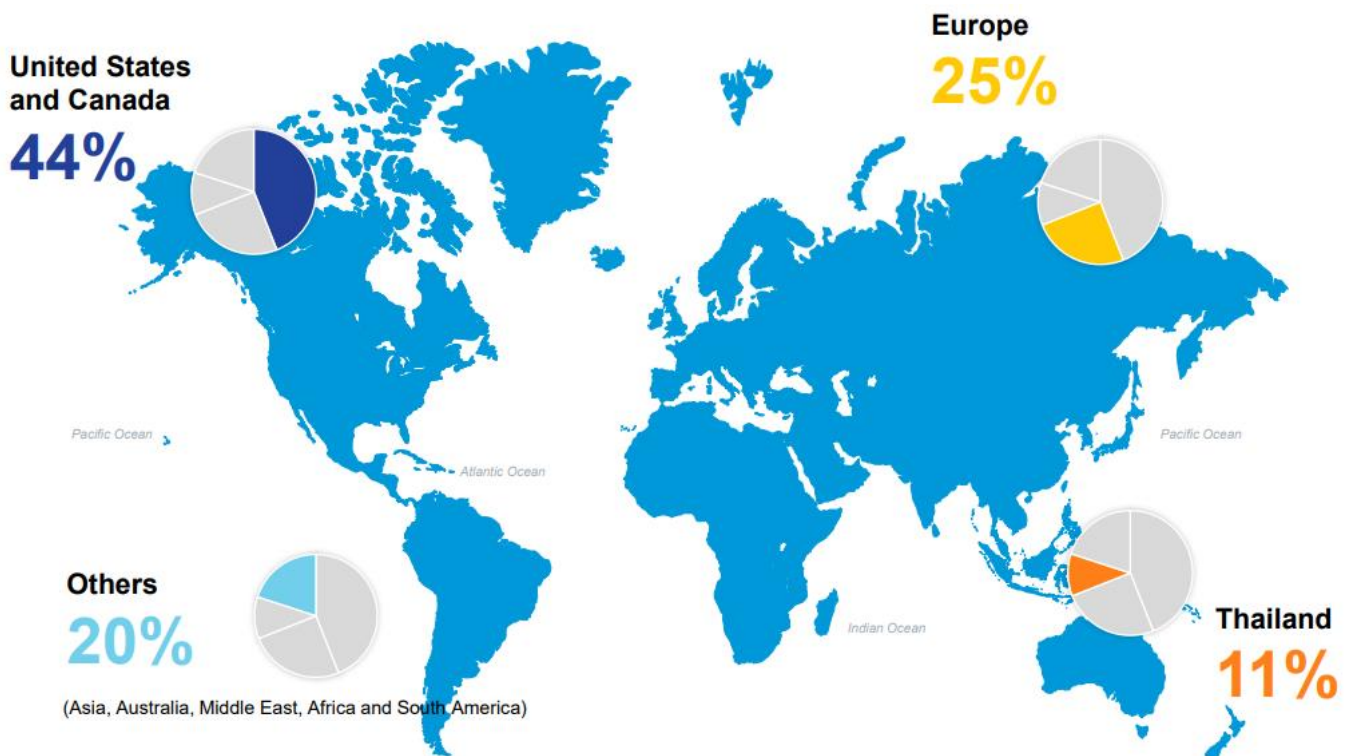 United States
and Canada
44%
Europe
25%
Pacific Ocean
Atlantic Ocean
Pacific Ocean
Others
20%
(Asia, Australia, Middle East, Africa and South America)
Indian Ocean
Thailand
11%